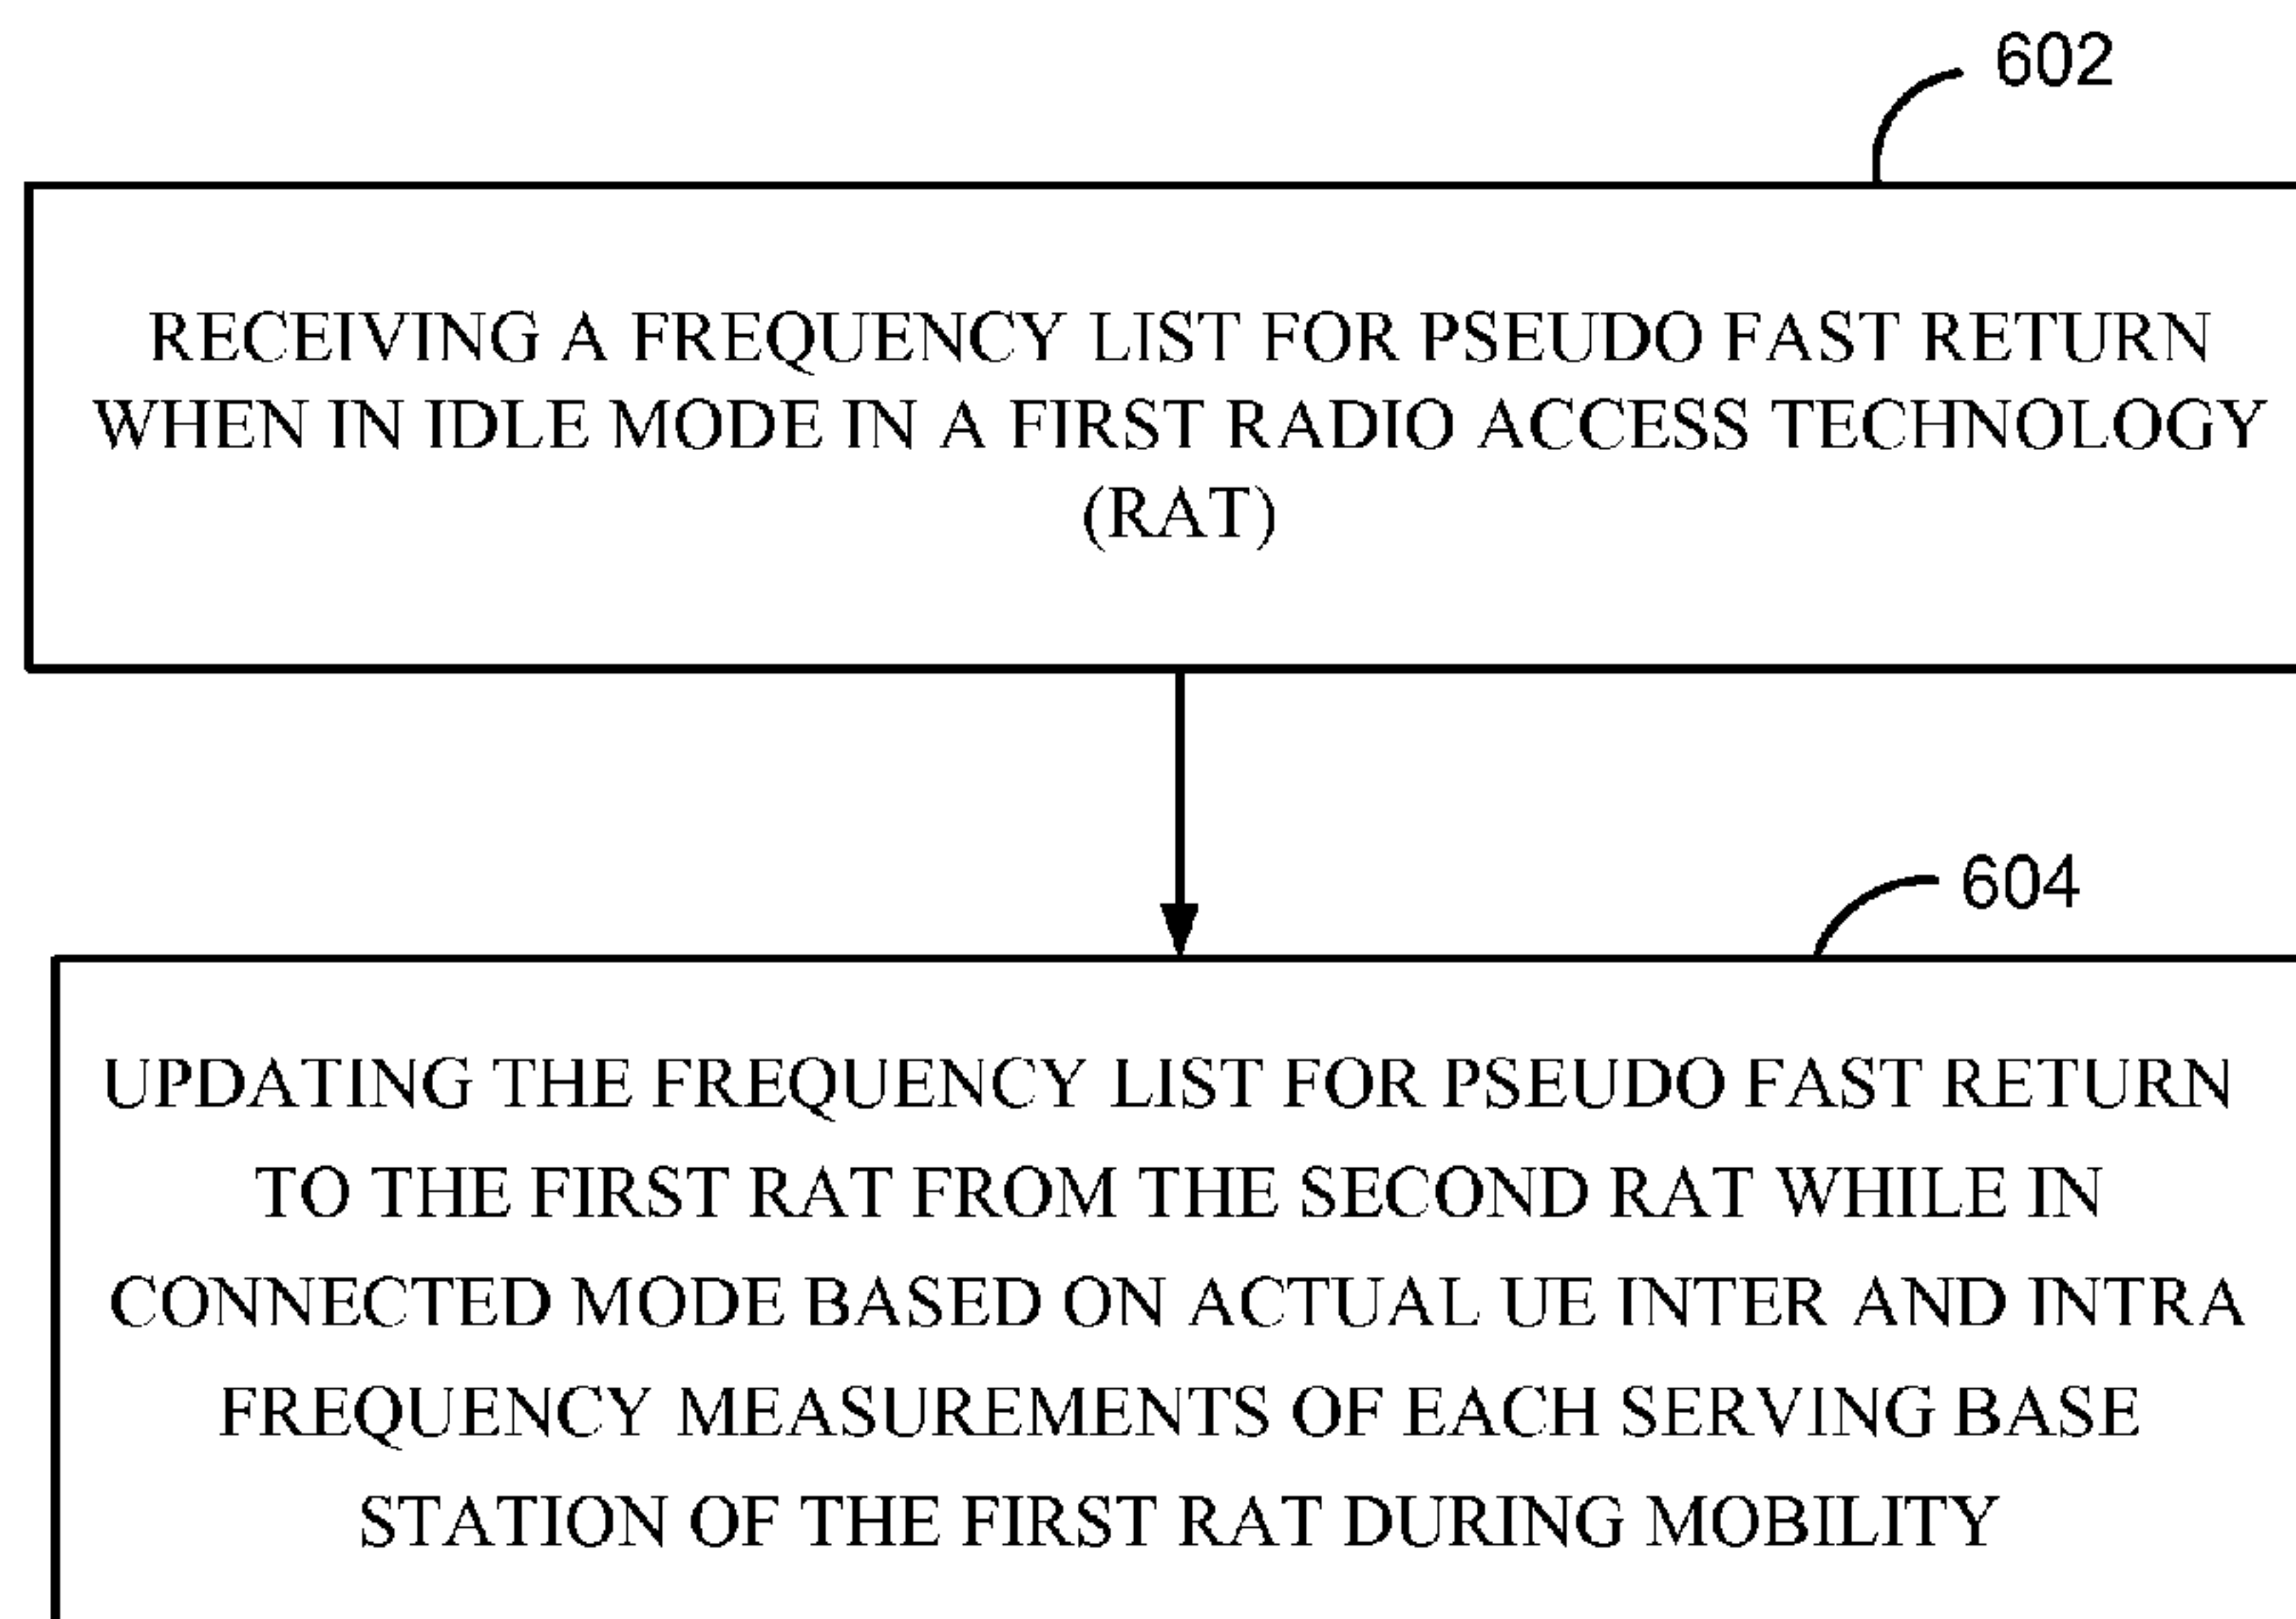 602
RECEIVING A FREQUENCY LIST FOR PSEUDO FAST RETURN
WHEN IN IDLE MODE IN A FIRST RADIO ACCESS TECHNOLOGY
(RAT)
604
UPDATING THE FREQUENCY LIST FOR PSEUDO FAST RETURN
TO THE FIRST RAT FROM THE SECOND RAT WHILE IN
CONNECTED MODE BASED ON ACTUAL UE INTER AND INTRA
FREQUENCY MEASUREMENTS OF EACH SERVING BASE
STATION OF THE FIRST RAT DURING MOBILITY